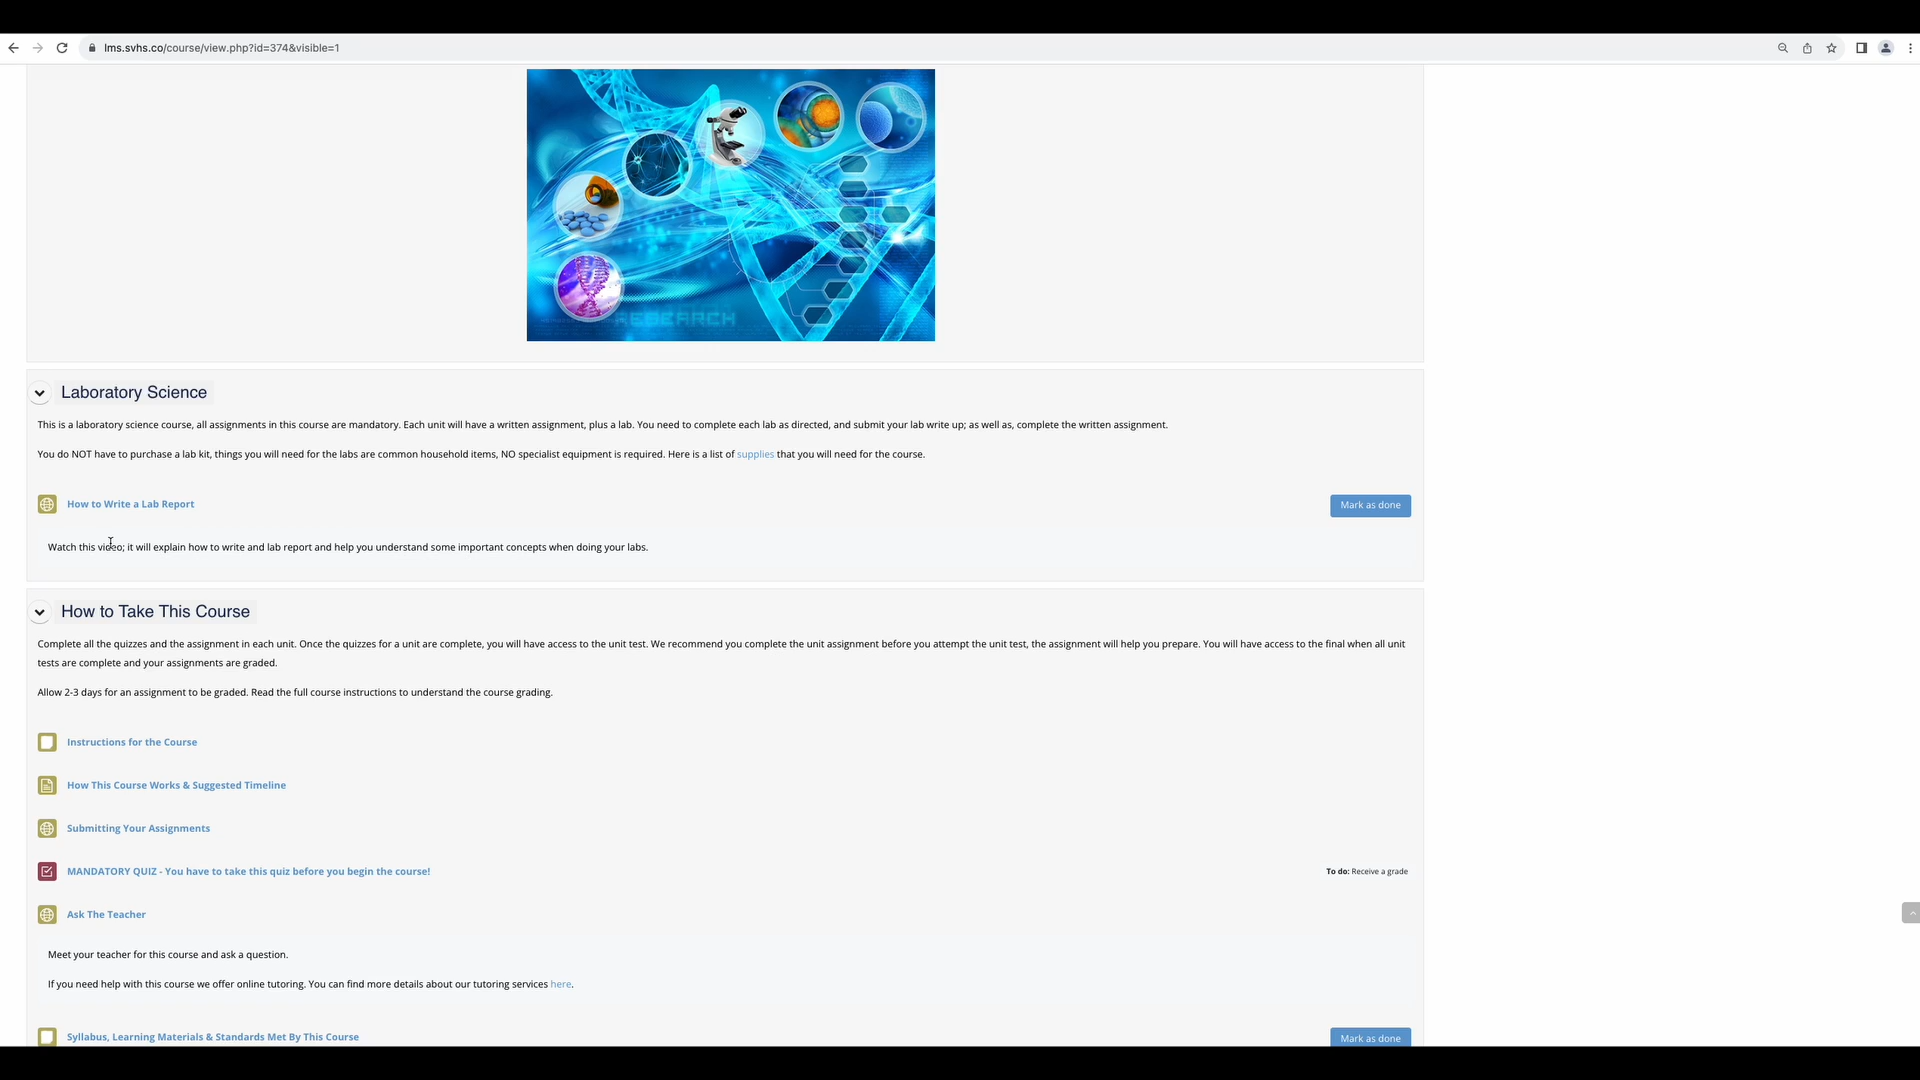 lms.svhs.co/course/view.php?id=374&visible=1
RESEARCH
Laboratory Science
This is a laboratory science course, all assignments in this course are mandatory. Each unit will have a written assignment, plus a lab. You need to complete each lab as directed, and submit your lab write up; as well as, complete the written assignment.
You do NOT have to purchase a lab kit, things you will need for the labs are common household items, NO specialist equipment is required. Here is a list of supplies that you will need for the course.
How to Write a Lab Report
Mark as done
Watch this video; it will explain how to write and lab report and help you understand some important concepts when doing your labs.
How to Take This Course
Complete all the quizzes and the assignment in each unit. Once the quizzes for a unit are complete, you will have access to the unit test. We recommend you complete the unit assignment before you attempt the unit test, the assignment will help you prepare. You will have access to the final when all unit
tests are complete and your assignments are graded.
Allow 2-3 days for an assignment to be graded. Read the full course instructions to understand the course grading.
Instructions for the Course
How This Course Works & Suggested Timeline
Submitting Your Assignments
MANDATORY QUIZ - You have to take this quiz before you begin the course!
To do: Receive a grade
Ask The Teacher
Meet your teacher for this course and ask a question.
If you need help with this course we offer online tutoring. You can find more details about our tutoring services here.
Syllabus, Learning Materials & Standards Met By This Course
Mark as done